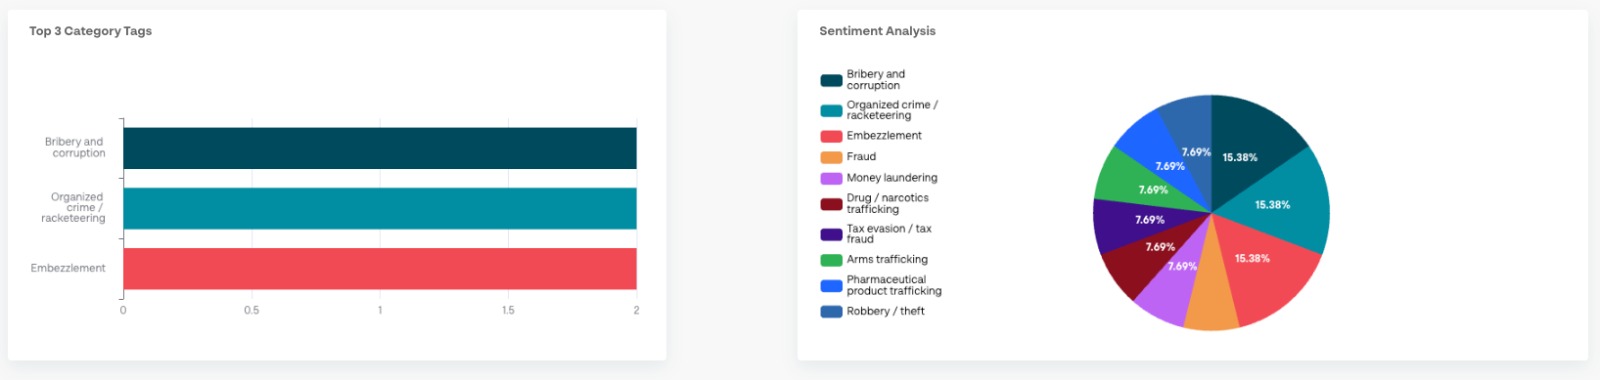 Top 3 Category Tags
Bribery and
corruption
Organized
crime /
racketeering
Embezzlement
0
0.5
1
1.5
2
Sentiment Analysis
Bribery and
corruption
Organized crime /
racketeering
Embezzlement
Fraud
Money laundering
Drug / narcotics
trafficking
Tax evasion / tax
fraud
Arms trafficking
Pharmaceutical
product trafficking
Robbery / theft
7.69%
15.38%
7.69%
7.69%
15.38%
7.69%
7.69%
15.38%
7.69%